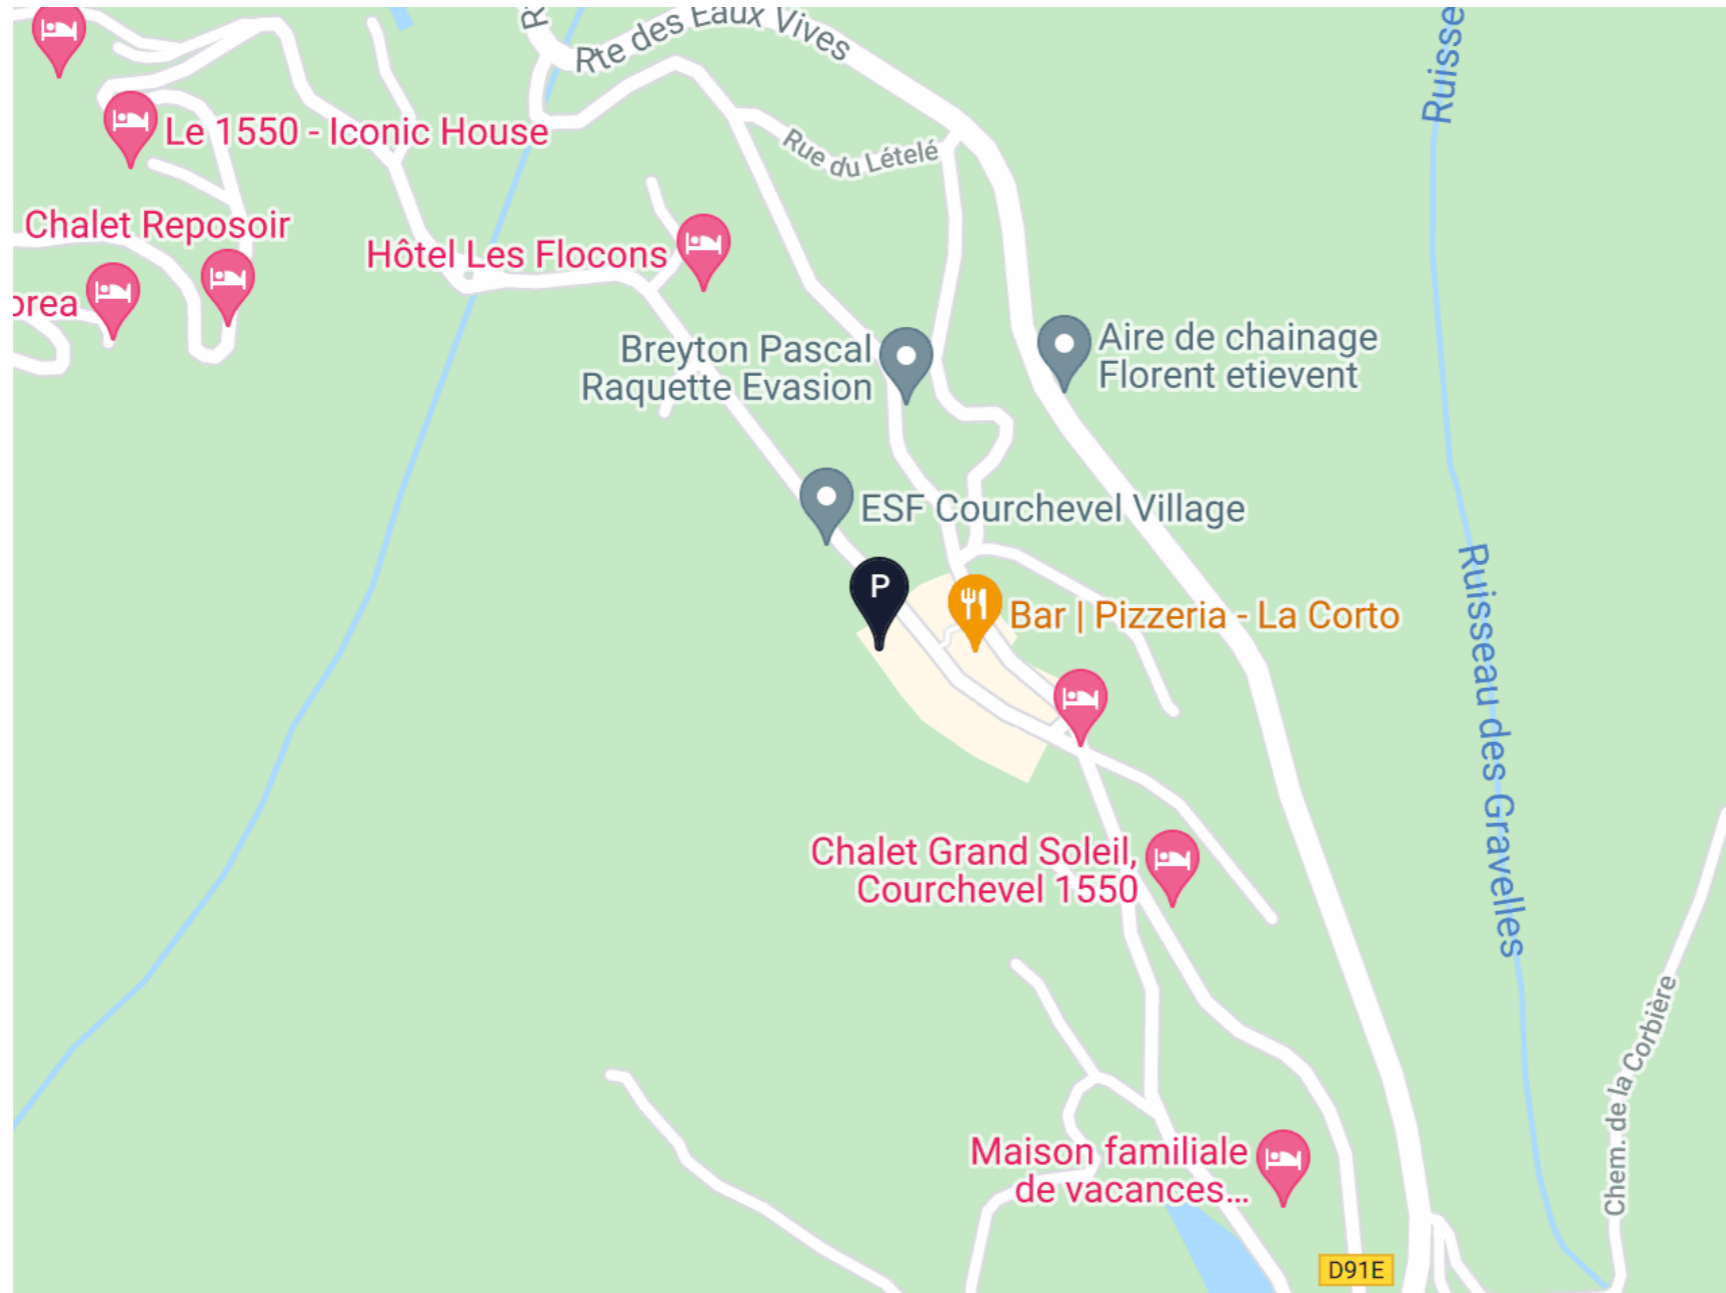 R
Rte des Eaux Vives
Ruisse
Le 1550 - Iconic House
Rue du Lételé
Chalet Reposoir
Hôtel Les Flocons
orea
Breyton Pascal
Raquette Evasion
Aire de chainage
Florent etievent
ESF Courchevel Village
P
Bar | Pizzeria - La Corto
Ruisseau des Gravelles
Chalet Grand Soleil,
Courchevel 1550
Chem. de la Corbière
Maison familiale
de vacances...
D91E